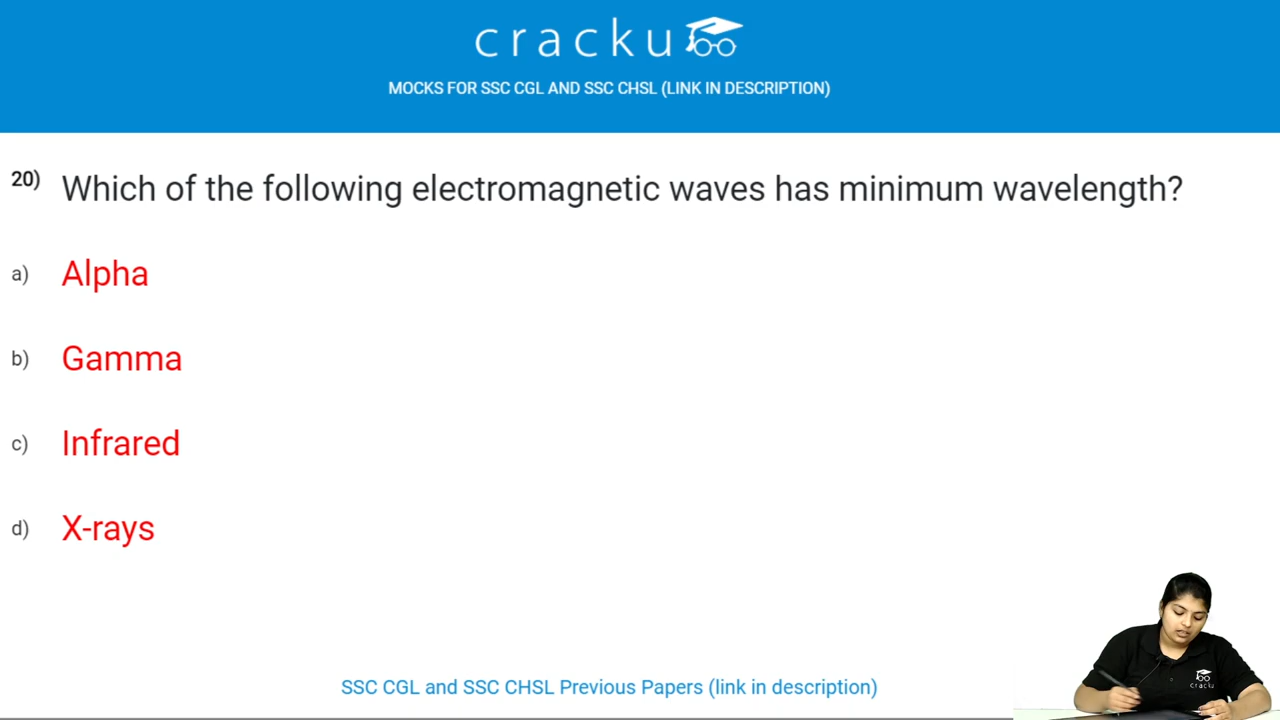 cracku
MOCKS FOR SSC CGL AND SSC CHSL (LINK IN DESCRIPTION)
20) Which of the following electromagnetic waves has minimum wavelength?
a) Alpha
b) Gamma
c) Infrared
d) X-rays
cracku
SSC CGL and SSC CHSL Previous Papers (link in description)